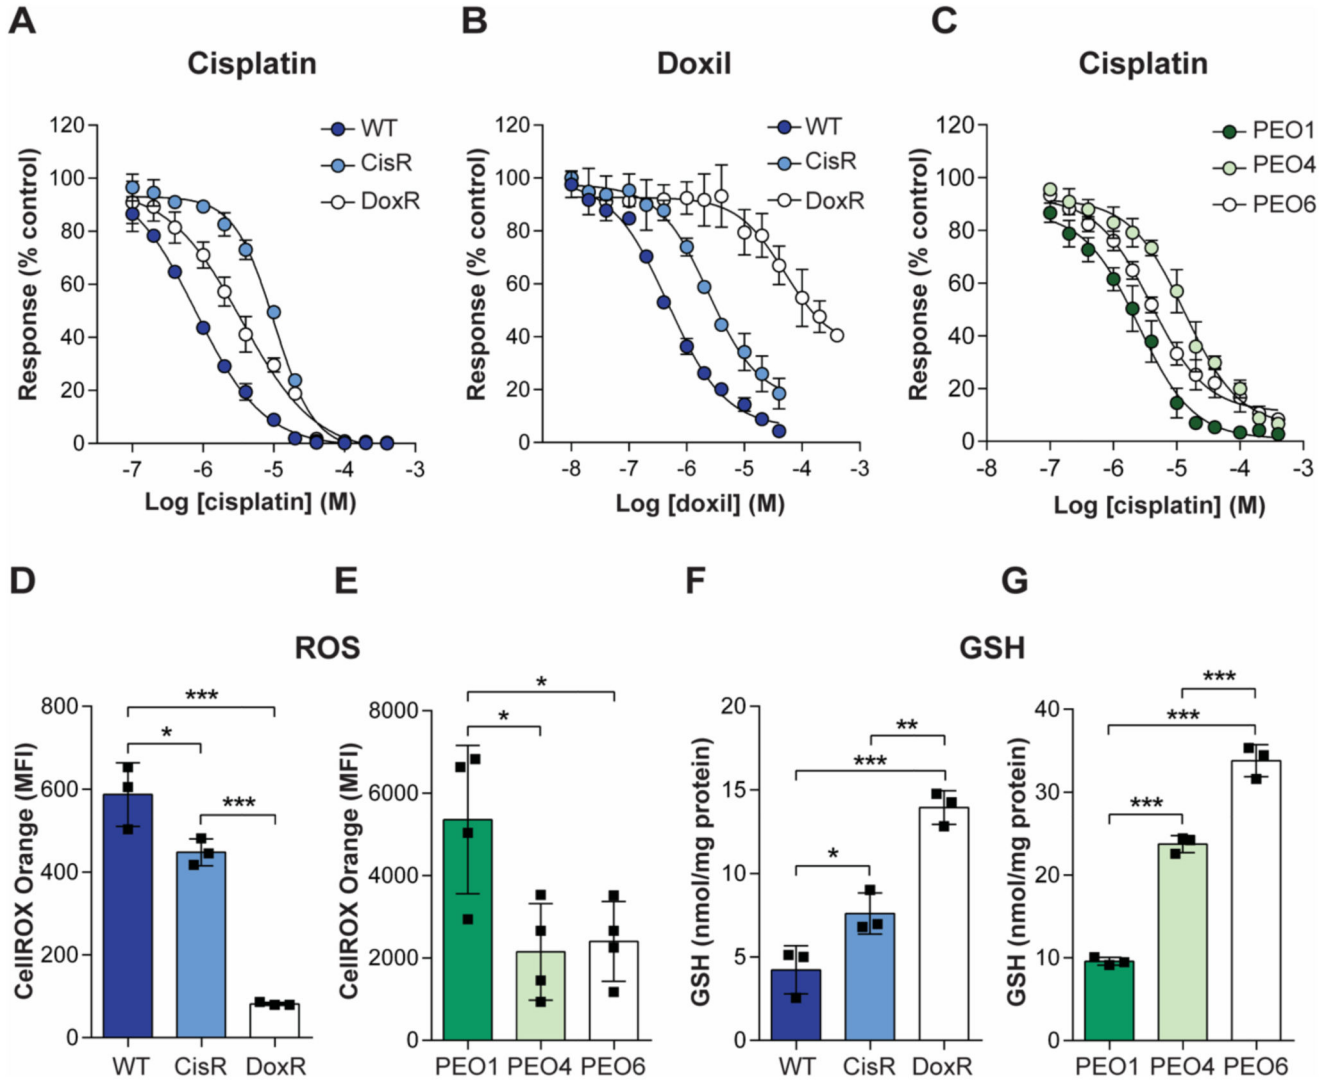 A
B
C
Cisplatin
Doxil
Cisplatin
Response (% control)
120
100
80
60
40
20
0
-7
-6
-5
-4
-3
Log [cisplatin] (M)
WT
CisR
DoxR
Response (% control)
120
100
80
60
40
20
0
-8
-7
-6
-5
-4
-3
Log [doxil] (M)
WT
CisR
DoxR
Response (% control)
120
100
80
60
40
20
0
-8
-7
-6
-5
-4
-3
Log [cisplatin] (M)
PEO1
PEO4
PEO6
D
E
F
G
ROS
GSH
CellROX Orange (MFI)
800
600
400
200
0
***
*
***
WT
CisR
DoxR
CellROX Orange (MFI)
8000
6000
4000
2000
0
*
*
PEO1
PEO4
PEO6
GSH (nmol/mg protein)
20
15
10
5
0
**
***
*
WT
CisR
DoxR
GSH (nmol/mg protein)
40
30
20
10
0
***
***
***
PEO1
PEO4
PEO6